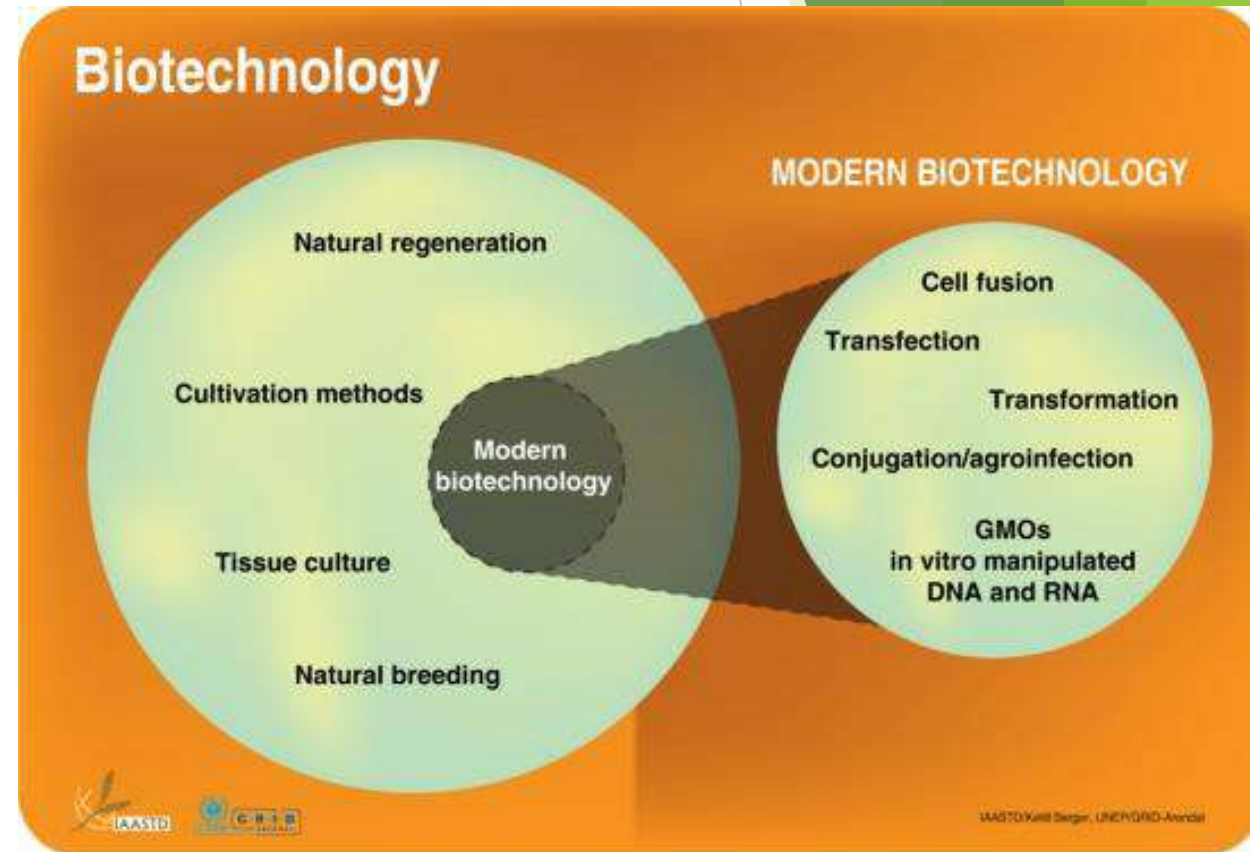 Biotechnology
MODERN BIOTECHNOLOGY
Natural regeneration
Cultivation methods
Modern
biotechnology
Tissue culture
Natural breeding
Cell fusion
Transfection
Transformation
Conjugation/agroinfection
GMOs
in vitro manipulated
DNA and RNA
IAASTD
GRID
IAASTD/Ketill Berger, UNEP/GRID-Arendal